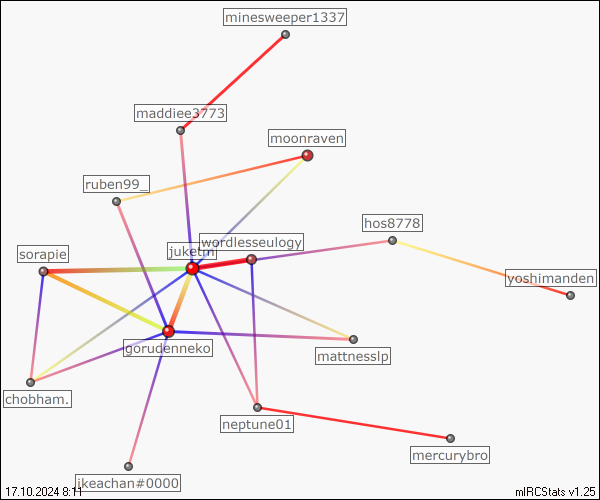 minesweeper1337
maddiee3773
moonraven
ruben99_
hos8778
wordlesseulogy
sorapie
yoshimanden
gorudenneko
mattnesslp
chobham.
neptune01
mercurybro
ikeachan#0000
17.10.2024 8:11
mIRCStats v1.25